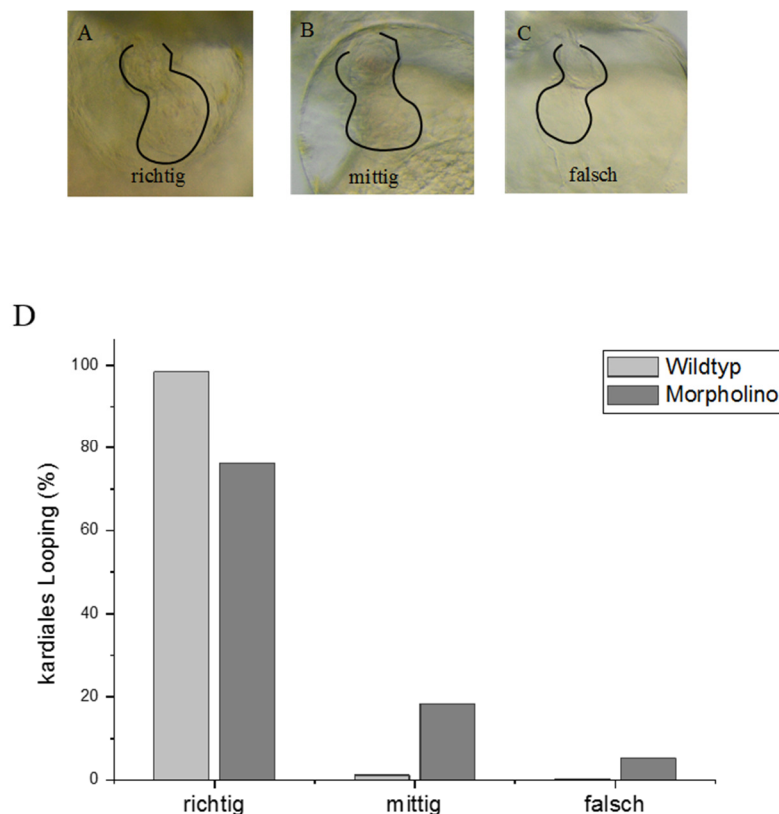 A
B
C
richtig
mittig
falsch
D
Wildtyp
Morpholino
kardiales Looping (%)
100
80
60
40
20
0
richtig
mittig
falsch